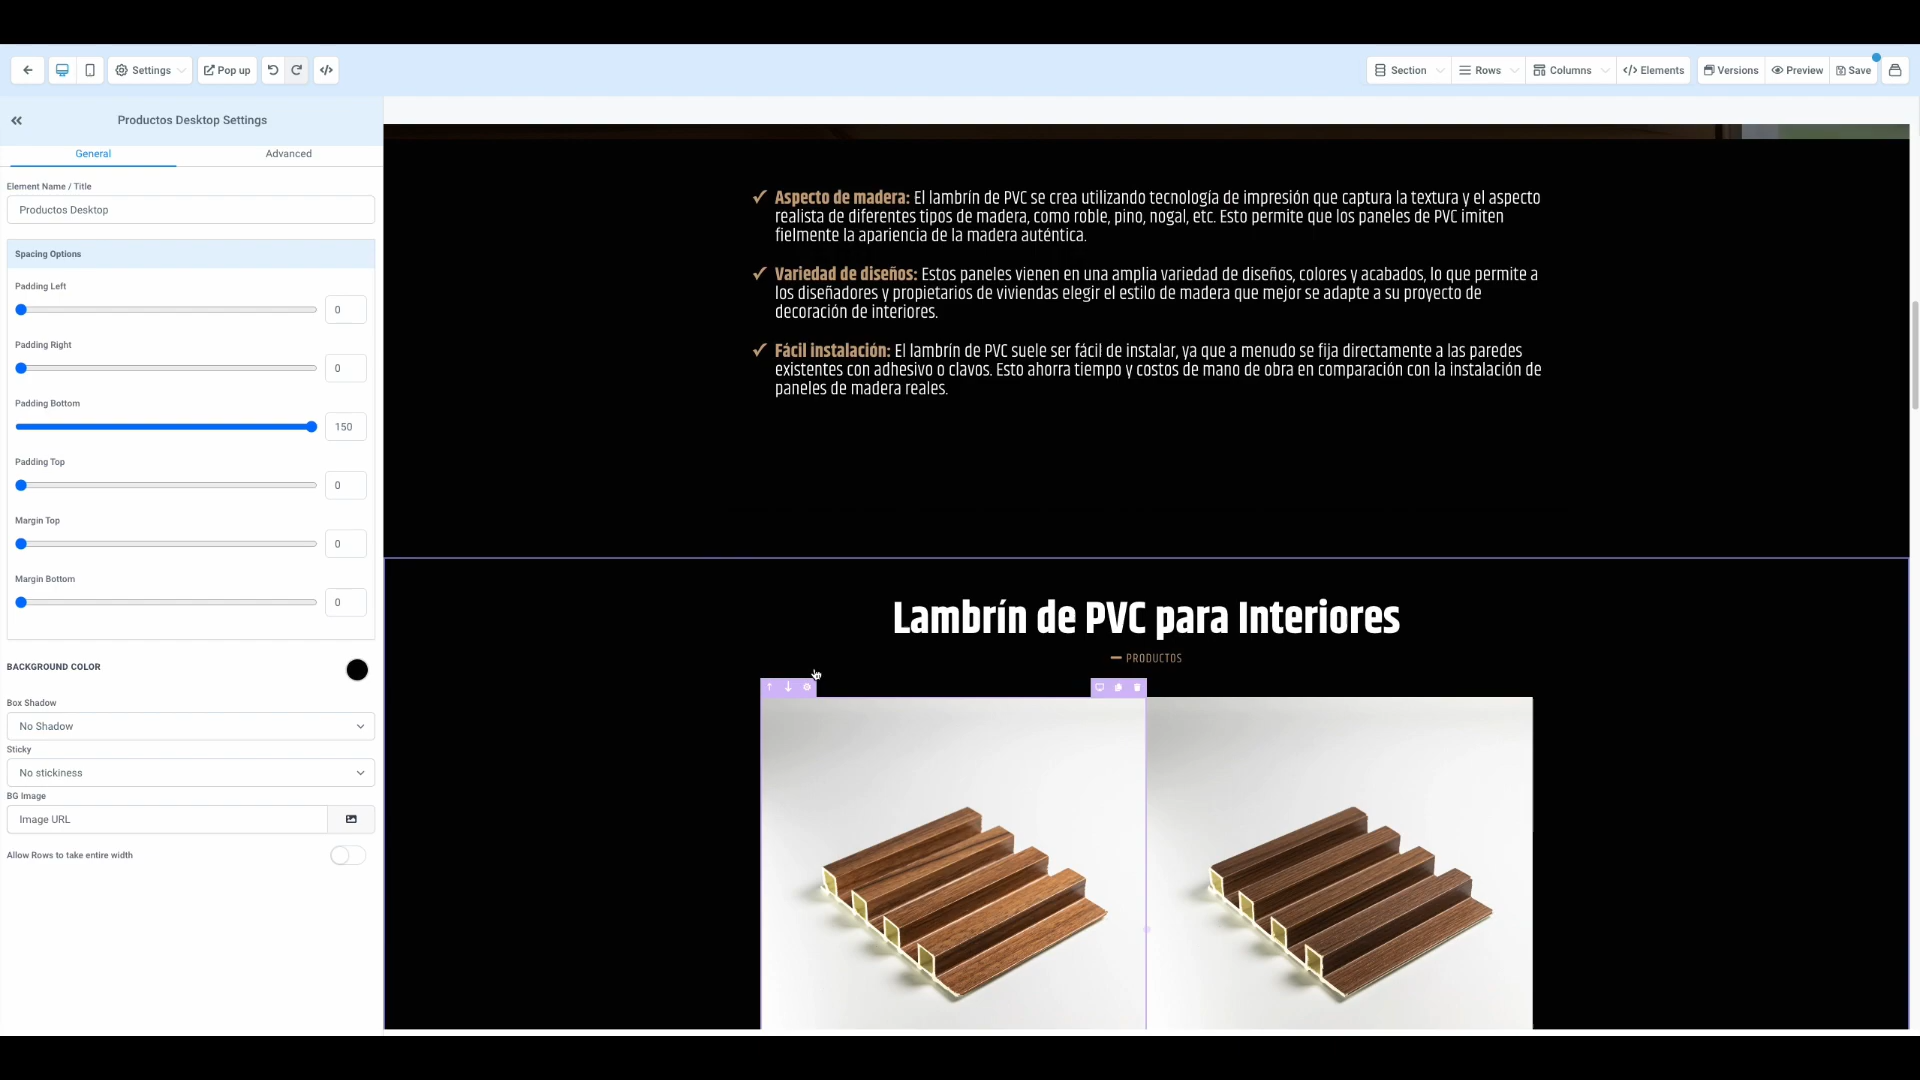 Settings
Pop up
Section
Rows
Columns
Elements
Versions
Preview
Save
Productos Desktop Settings
General
Advanced
Element Name / Title
Productos Desktop
Spacing Options
Padding Left
0
Padding Right
0
Padding Bottom
150
Padding Top
0
Margin Top
0
Margin Bottom
0
BACKGROUND COLOR
Box Shadow
No Shadow
Sticky
No stickiness
BG Image
Image URL
Allow Rows to take entire width
Aspecto de madera: El lambrín de PVC se crea utilizando tecnología de impresión que captura la textura y el aspecto
realista de diferentes tipos de madera, como roble, pino, nogal, etc. Esto permite que los paneles de PVC imiten
fielmente la apariencia de la madera auténtica.
Variedad de diseños: Estos paneles vienen en una amplia variedad de diseños, colores y acabados, lo que permite a
los diseñadores y propietarios de viviendas elegir el estilo de madera que mejor se adapte a su proyecto de
decoración de interiores.
Fácil instalación: El lambrín de PVC suele ser fácil de instalar, ya que a menudo se fija directamente a las paredes
existentes con adhesivo o clavos. Esto ahorra tiempo y costos de mano de obra en comparación con la instalación de
paneles de madera reales.
Lambrín de PVC para Interiores
PRODUCTOS